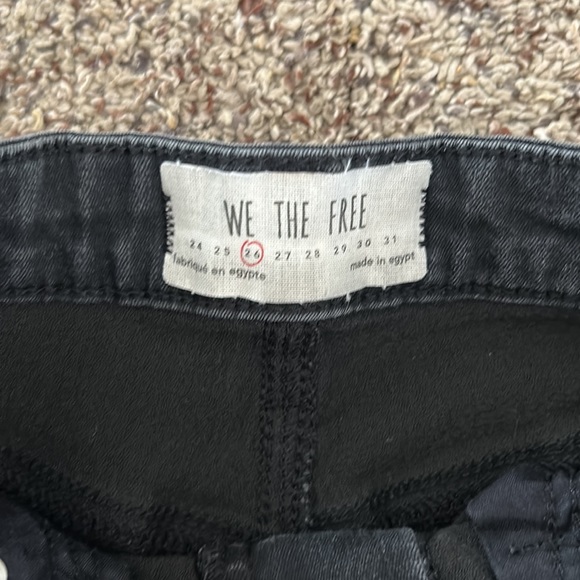 WE THE FREE
24 25 26 27 28 29 30 31
fabriqué en egypte made in egypt